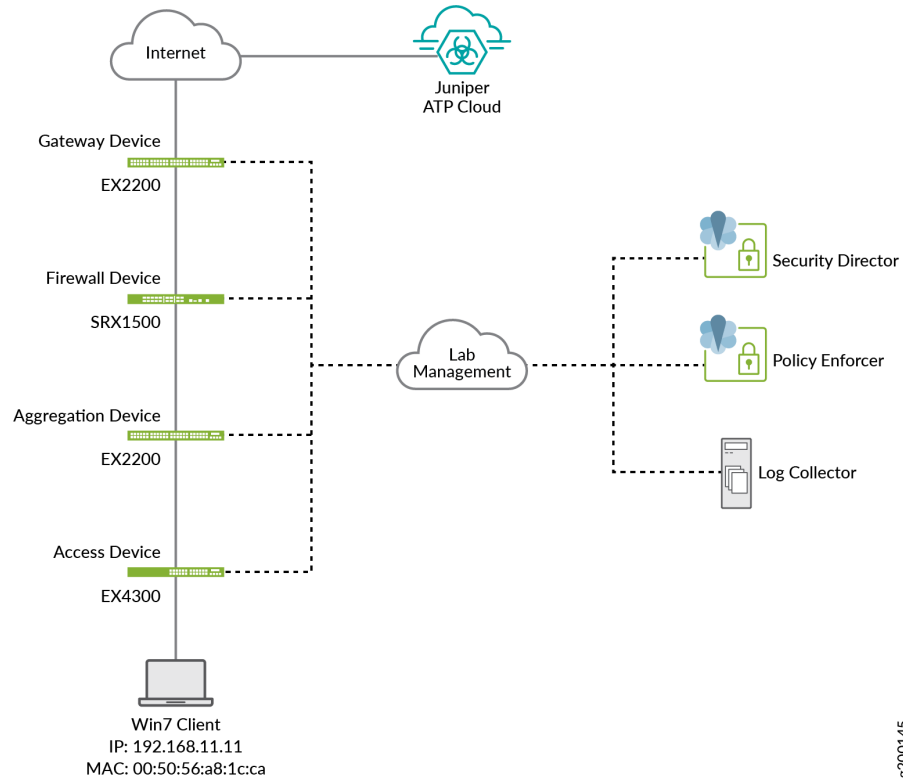 Internet
Juniper
ATP Cloud
Gateway Device
EX2200
Firewall Device
SRX1500
Aggregation Device
EX2200
Access Device
EX4300
Win7 Client
IP: 192.168.11.11
MAC: 00:50:56:a8:1c:ca
Lab
Management
Security Director
Policy Enforcer
Log Collector